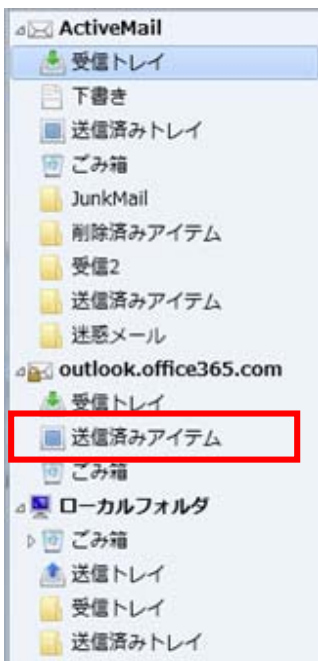 ActiveMail
受信トレイ
下書き
送信済みトレイ
ごみ箱
JunkMail
削除済みアイテム
受信2
送信済みアイテム
迷惑メール
outlook.office365.com
受信トレイ
送信済みアイテム
ごみ箱
ローカルフォルダ
ごみ箱
送信トレイ
受信トレイ
送信済みトレイ